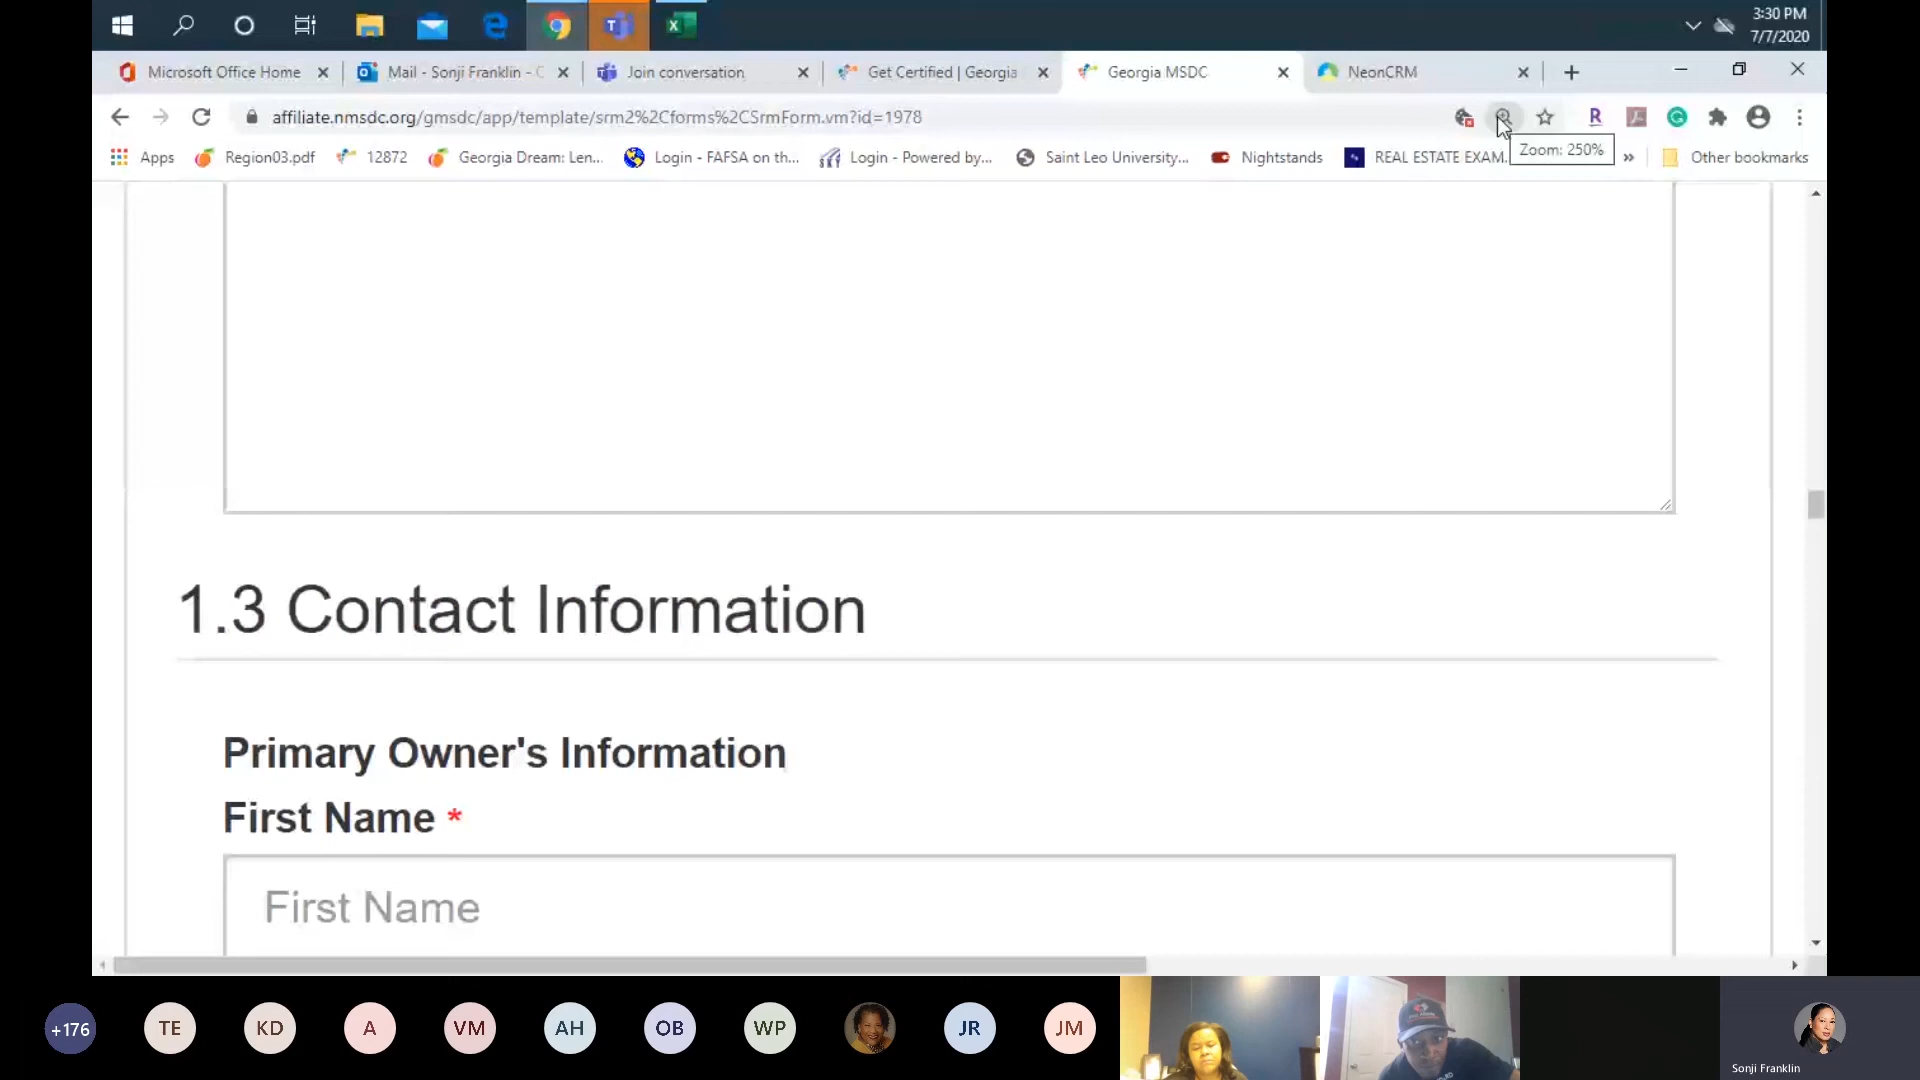 3:30 PM
7/7/2020
Microsoft Office Home
Mail - Sonji Franklin - C
Join conversation
Get Certified | Georgia
Georgia MSDC
NeonCRM
affiliate.nmsdc.org/gmsdc/app/template/srm2%2Cforms%2CSrmForm.vm?id=1978
Apps
Region03.pdf
12872
Georgia Dream: Len...
Login - FAFSA on th...
Login - Powered by...
Saint Leo University...
Nightstands
REAL ESTATE EXAM.
Zoom: 250%
Other bookmarks
1.3 Contact Information
Primary Owner's Information
First Name *
First Name
+176
TE
KD
A
VM
AH
OB
WP
JR
JM
Sonji Franklin